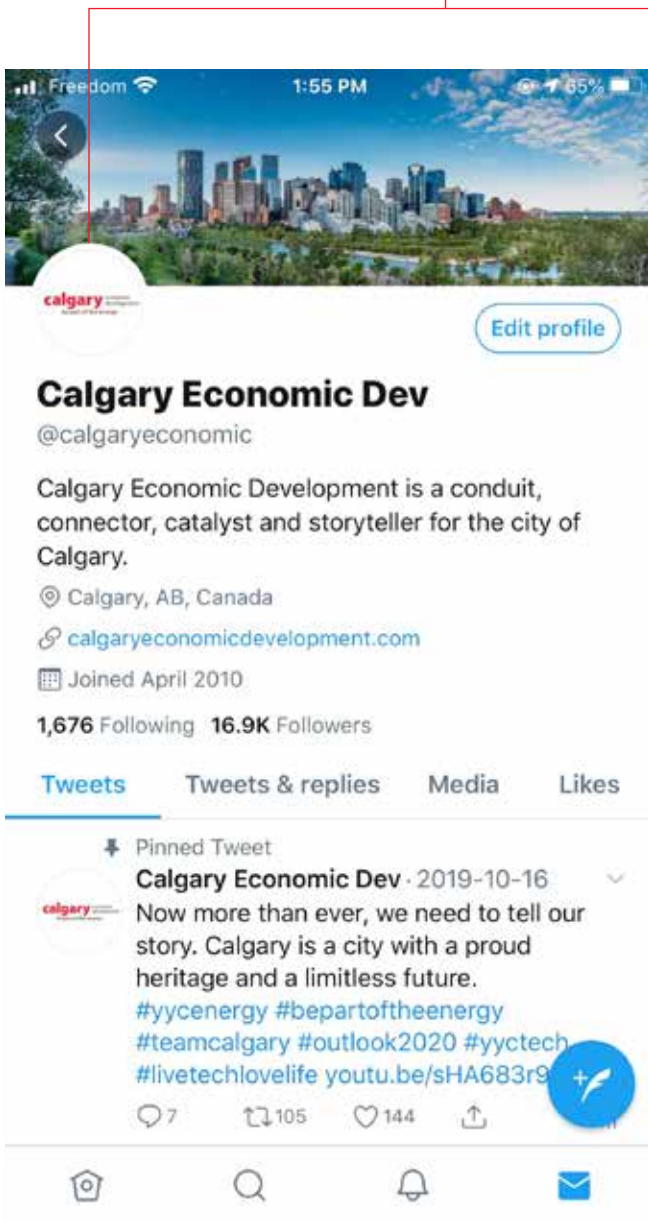 Freedom 1:55 PM 65%
calgary
Edit profile
Calgary Economic Dev
@calgaryeconomic
Calgary Economic Development is a conduit,
connector, catalyst and storyteller for the city of
Calgary.
Calgary, AB, Canada
calgaryeconomicdevelopment.com
Joined April 2010
1,676 Following 16.9K Followers
Tweets Tweets & replies Media Likes
Pinned Tweet
Calgary Economic Dev · 2019-10-16
calgary
Now more than ever, we need to tell our
story. Calgary is a city with a proud
heritage and a limitless future.
#yycenergy #bepartoftheenergy
#teamcalgary #outlook2020 #yyctech
#livetechlovelife youtu.be/sHA683r9
7 105 144